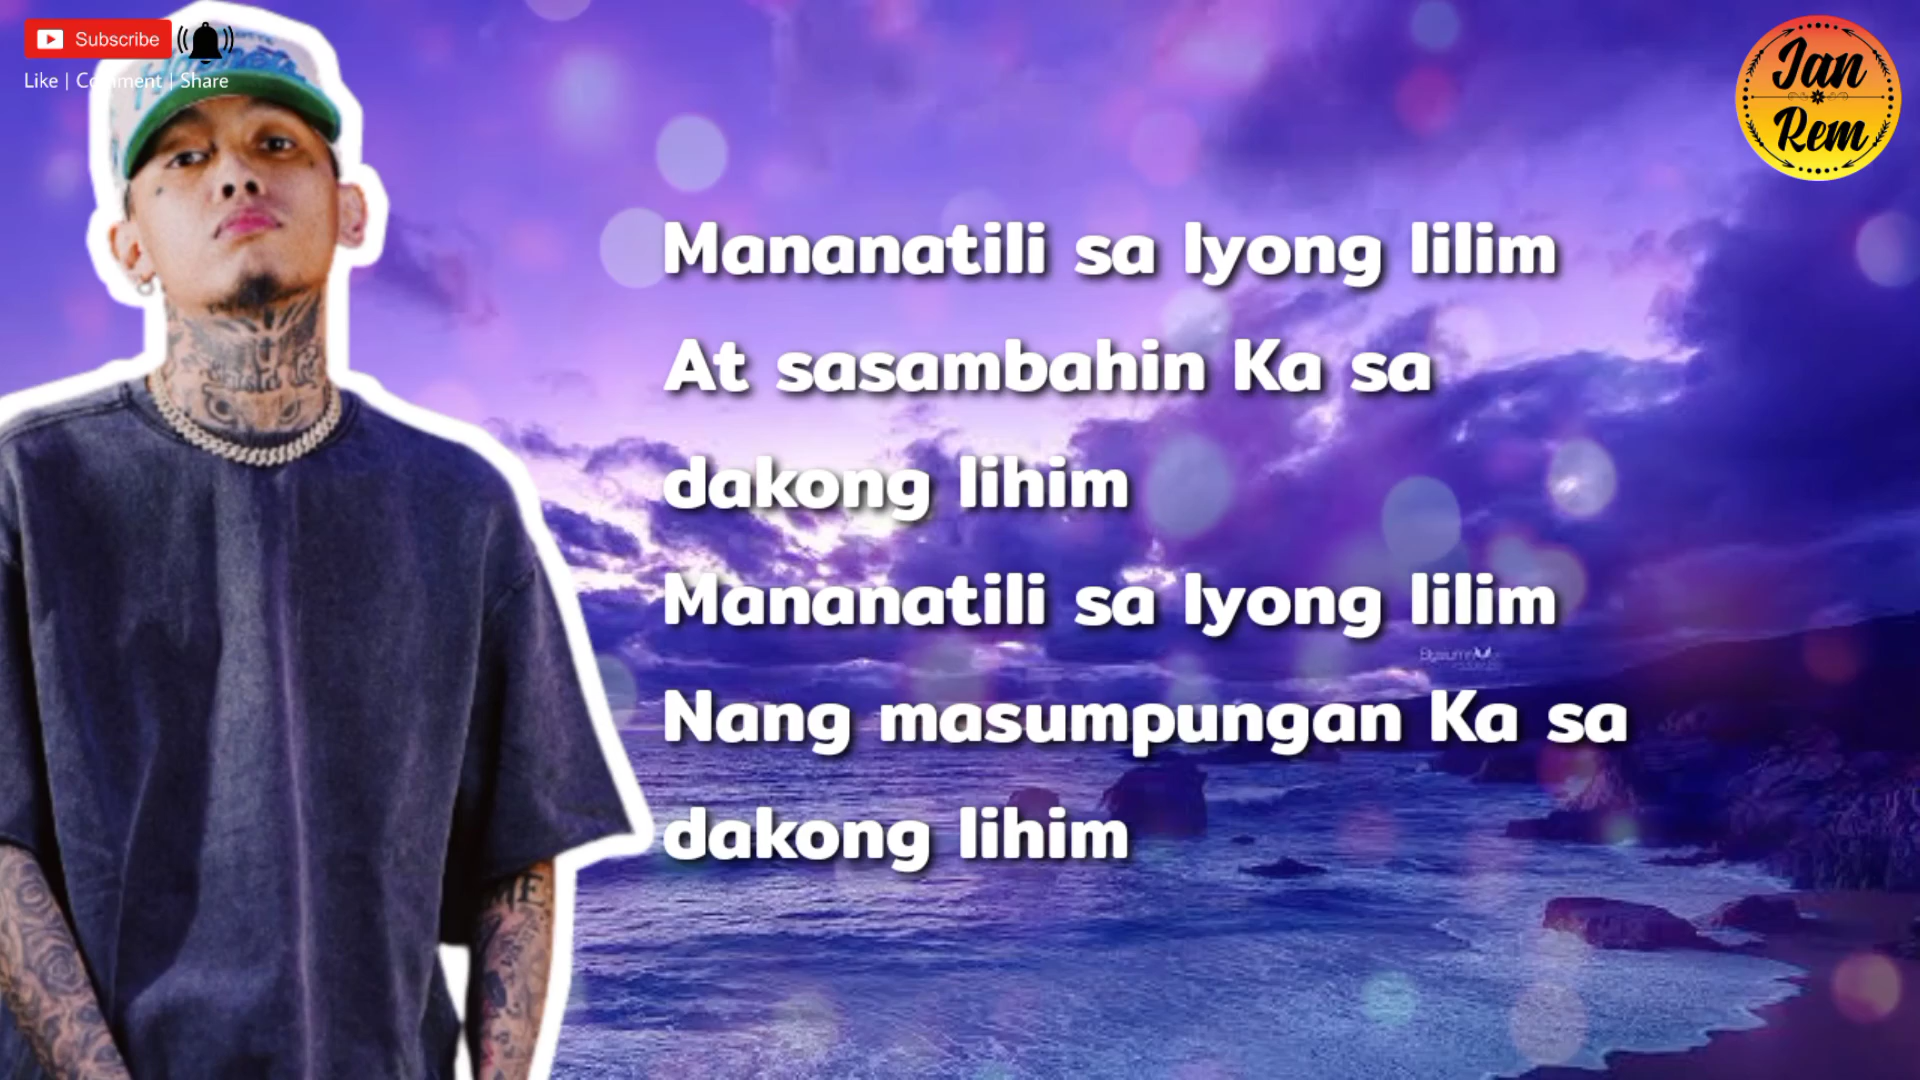 Subscribe
Like | Comment | Share
Jan
Rem
Mananatili sa Iyong lilim
At sasambahin Ka sa
dakong lihim
Mananatili sa Iyong lilim
Nang masumpungan Ka sa
dakong lihim